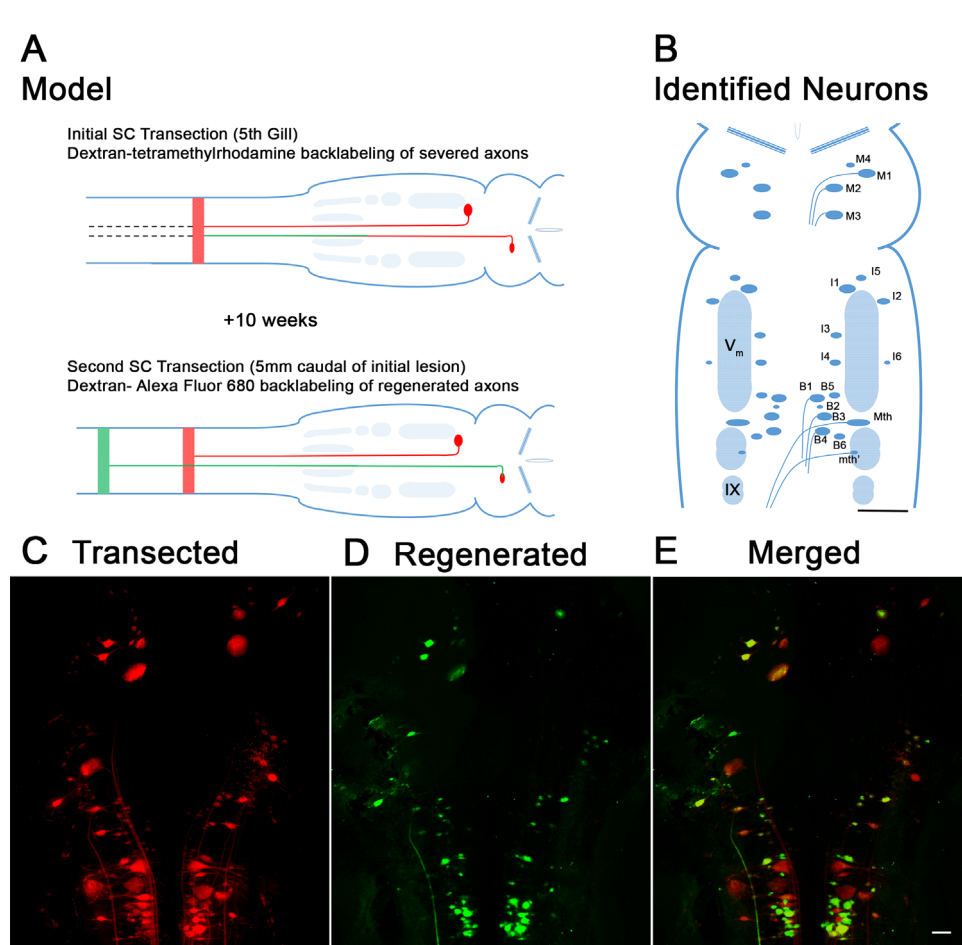 A
Model
Initial SC Transection (5th Gill)
Dextran-tetramethylrhodamine backlabeling of severed axons
+10 weeks
Second SC Transection (5mm caudal of initial lesion)
Dextran- Alexa Fluor 680 backlabeling of regenerated axons
B
Identified Neurons
M4
M1
M2
M3
I5
I1
I2
I3
I4
I6
Vm
B1
B5
B2
B3
Mth
B4
B6
mth'
IX
C Transected
D Regenerated
E Merged